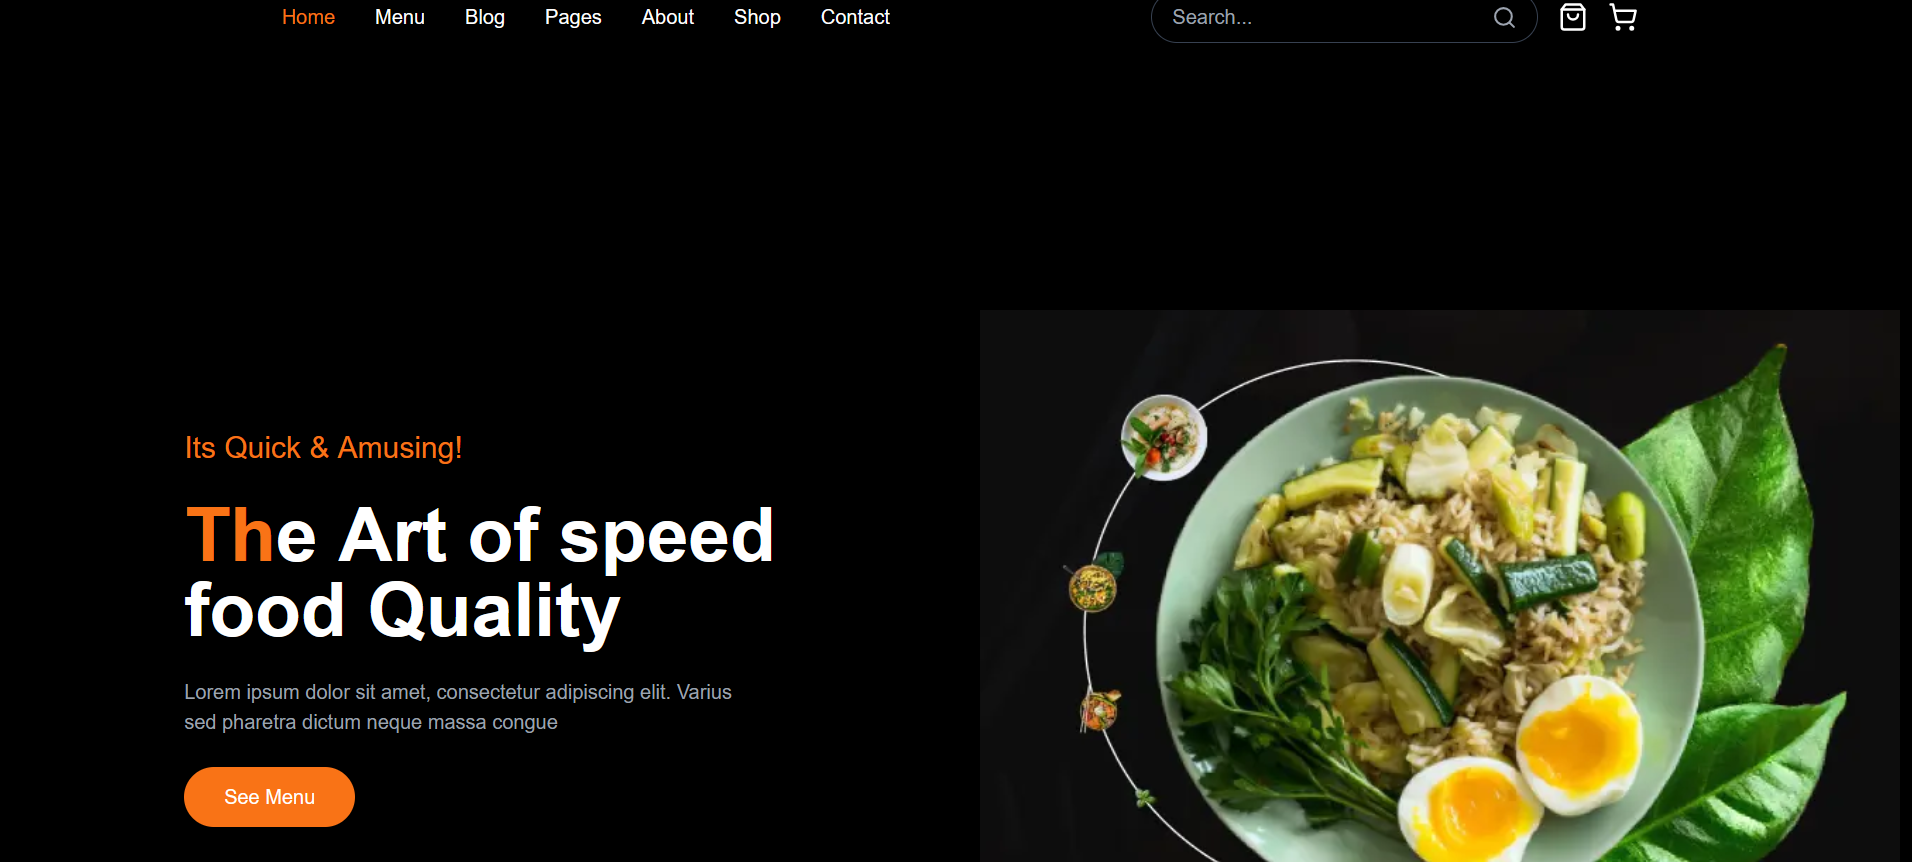 Home Menu Blog Pages About Shop Contact Search...
Its Quick & Amusing!
The Art of speed
food Quality
Lorem ipsum dolor sit amet, consectetur adipiscing elit. Varius
sed pharetra dictum neque massa congue
See Menu